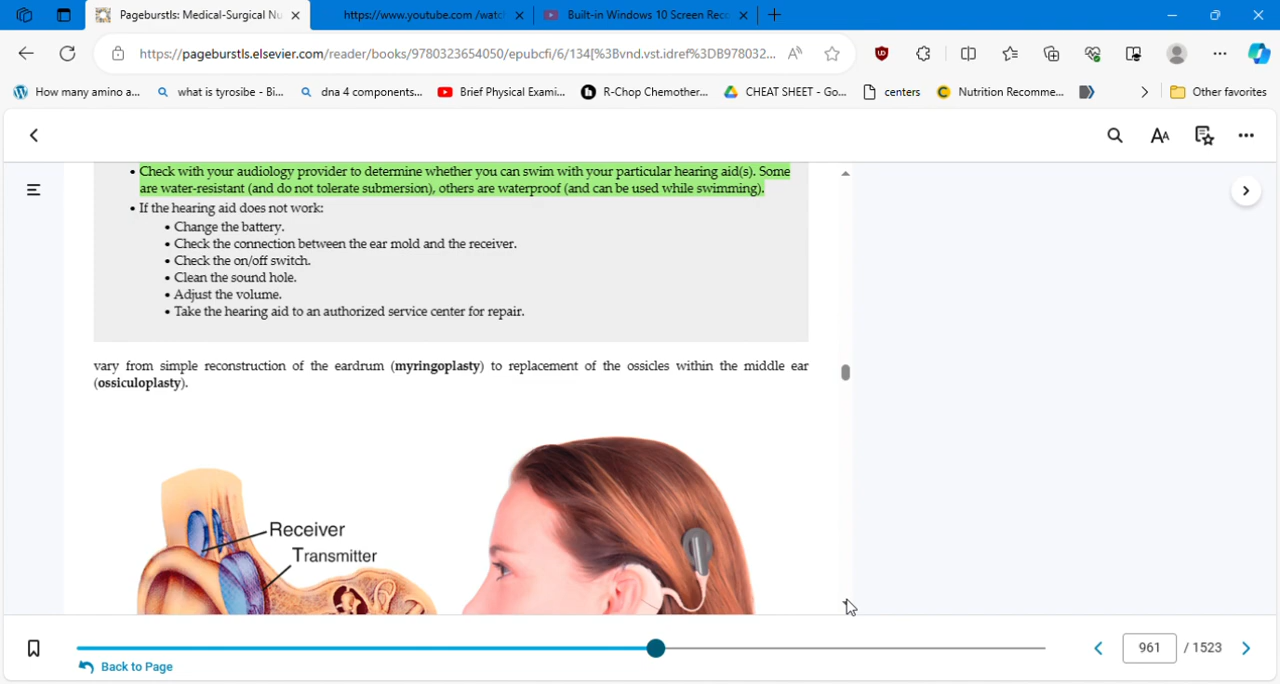 Pageburstls: Medical-Surgical Nu
https://www.youtube.com/watc
Built-in Windows 10 Screen Reco
https://pageburstls.elsevier.com/reader/books/9780323654050/epubcfi/6/134[%3Bvnd.vst.idref%3DB978032...
How many amino a...
what is tyrosibe - Bi...
dna 4 components...
Brief Physical Exami...
R-Chop Chemother...
CHEAT SHEET - Go...
centers
Nutrition Recomme...
Other favorites
• Check with your audiology provider to determine whether you can swim with your particular hearing aid(s). Some
are water-resistant (and do not tolerate submersion), others are waterproof (and can be used while swimming).
• If the hearing aid does not work:
• Change the battery.
• Check the connection between the ear mold and the receiver.
• Check the on/off switch.
• Clean the sound hole.
• Adjust the volume.
• Take the hearing aid to an authorized service center for repair.
vary from simple reconstruction of the eardrum (myringoplasty) to replacement of the ossicles within the middle ear
(ossiculoplasty).
Receiver
Transmitter
961 / 1523
Back to Page